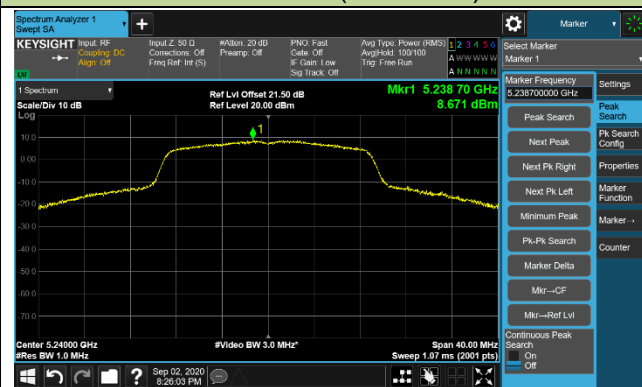 Spectrum Analyzer 1
Swept SA
Marker
KEYSIGHT
Input: RF
Coupling: DC
Align: Off
Input Z: 50 Ω
Corrections: Off
Freq Ref: Int (S)
#Atten: 20 dB
Preamp: Off
PNO: Fast
Gate: Off
IF Gain: Low
Sig Track: Off
Avg Type: Power (RMS)
Avg|Hold: 100/100
Trig: Free Run
1 2 3 4 5 6
A W W W W W
A N N N N N
LNI
1 Spectrum
Scale/Div 10 dB
Log
Ref Lvl Offset 21.50 dB
Ref Level 20.00 dBm
Mkr1 5.238 70 GHz
8.671 dBm
1
10.0
0.00
-10.0
-20.0
-30.0
-40.0
-50.0
-60.0
-70.0
Center 5.24000 GHz
#Res BW 1.0 MHz
#Video BW 3.0 MHz*
Span 40.00 MHz
Sweep 1.07 ms (2001 pts)
Sep 02, 2020
8:26:03 PM
Select Marker
Marker 1
Marker Frequency
5.238700000 GHz
Peak Search
Next Peak
Next Pk Right
Next Pk Left
Minimum Peak
Pk-Pk Search
Marker Delta
Mkr→CF
Mkr→Ref Lvl
Continuous Peak
Search
On
Off
Settings
Peak
Search
Pk Search
Config
Properties
Marker
Function
Marker→
Counter